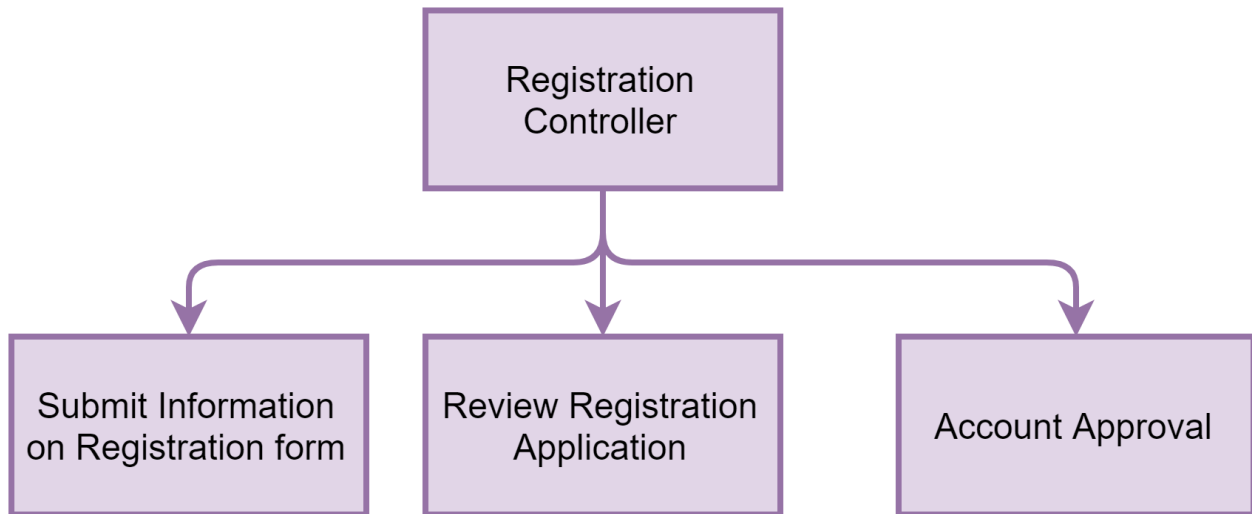 Registration
Controller
Submit Information
on Registration form
Review Registration
Application
Account Approval